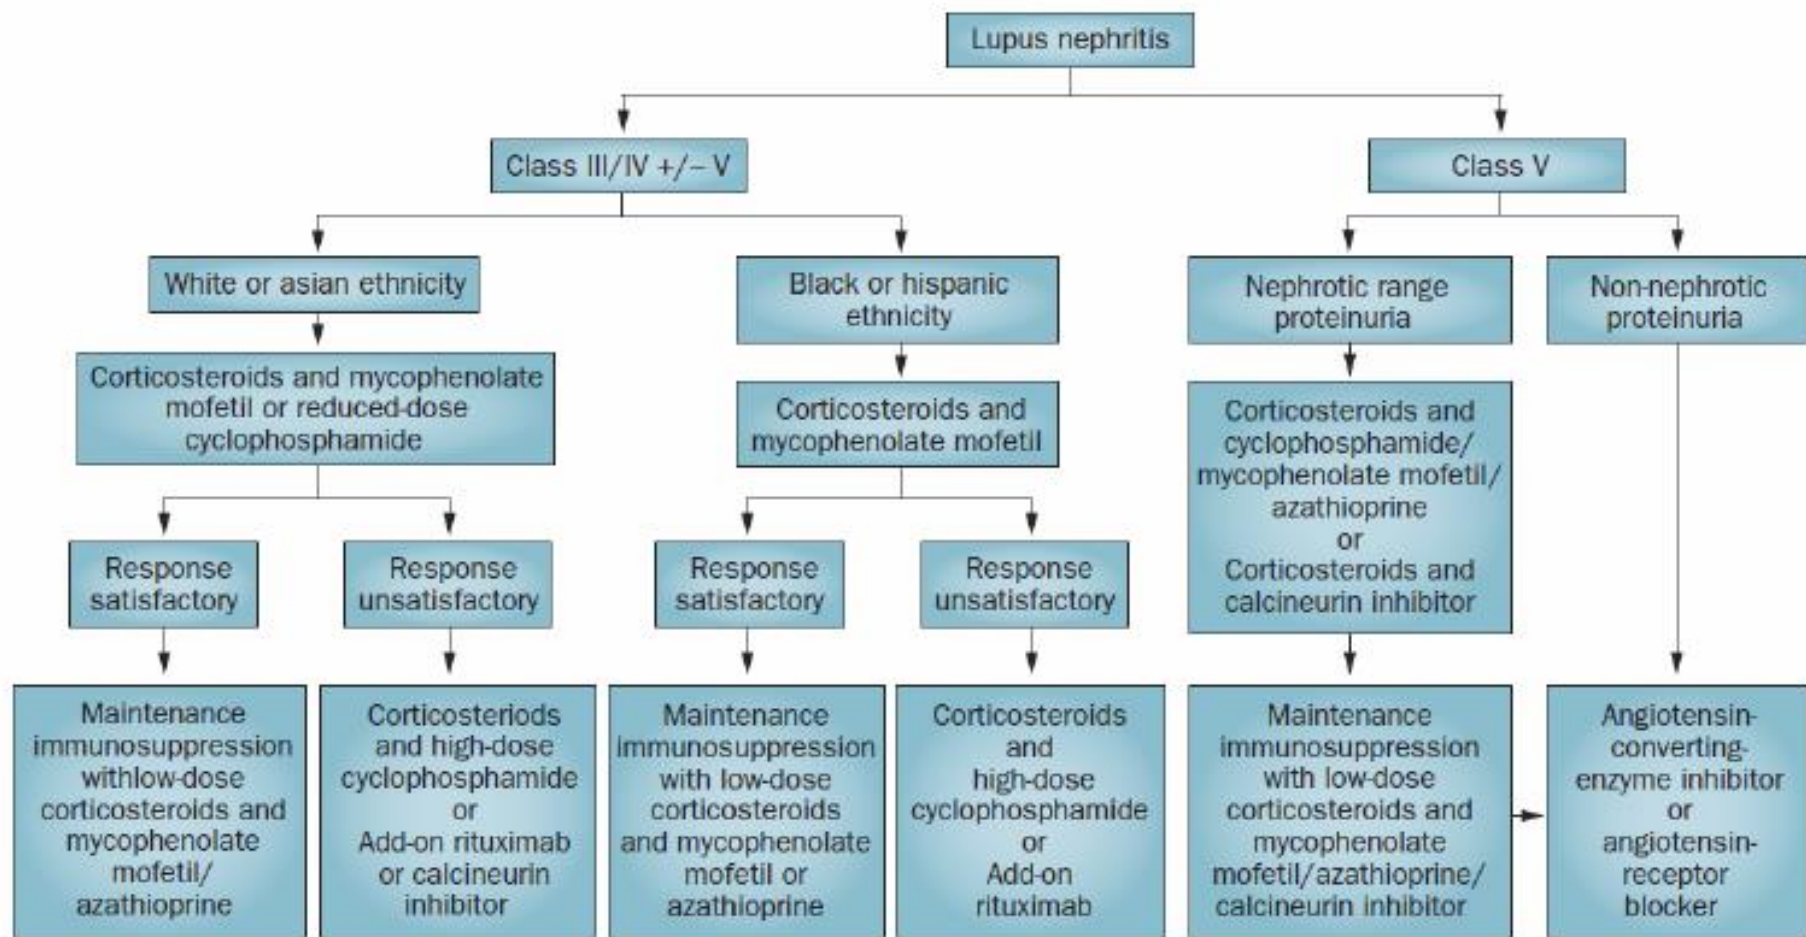 Lupus nephritis
Class III/IV +/– V
Class V
White or asian ethnicity
Black or hispanic
ethnicity
Nephrotic range
proteinuria
Non-nephrotic
proteinuria
Corticosteroids and mycophenolate
mofetil or reduced-dose
cyclophosphamide
Corticosteroids and
mycophenolate mofetil
Corticosteroids and
cyclophosphamide/
mycophenolate mofetil/
azathioprine
or
Corticosteroids and
calcineurin inhibitor
Response
satisfactory
Response
unsatisfactory
Response
satisfactory
Response
unsatisfactory
Maintenance
immunosuppression
withlow-dose
corticosteroids and
mycophenolate
mofetil/
azathioprine
Corticosteriods
and high-dose
cyclophosphamide
or
Add-on rituximab
or calcineurin
inhibitor
Maintenance
immunosuppression
with low-dose
corticosteroids
and mycophenolate
mofetil or
azathioprine
Corticosteroids
and
high-dose
cyclophosphamide
or
Add-on
rituximab
Maintenance
immunosuppression
with low-dose
corticosteroids and
mycophenolate
mofetil/azathioprine/
calcineurin inhibitor
Angiotensin-
converting-
enzyme inhibitor
or
angiotensin-
receptor
blocker